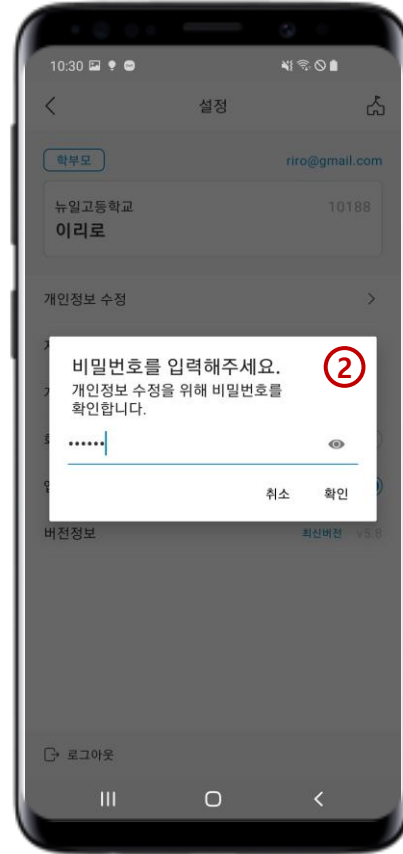 10:30
설정
학부모
riro@gmail.com
뉴일고등학교
10188
이리로
개인정보 수정
비밀번호를 입력해주세요.
②
개인정보 수정을 위해 비밀번호를
확인합니다.
••••••
취소
확인
버전정보
최신버전 v5.8
로그아웃